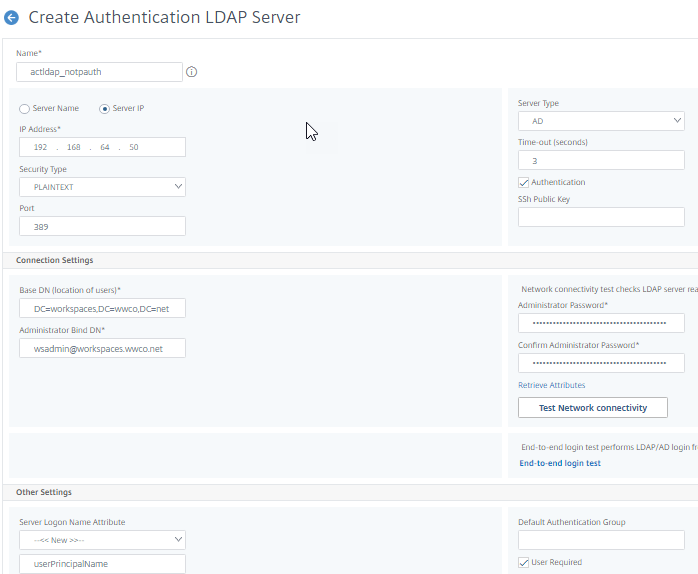 Create Authentication LDAP Server
Name*
actldap_notpauth
Server Name
Server IP
IP Address*
192 . 168 . 64 . 50
Security Type
PLAINTEXT
Port
389
Server Type
AD
Time-out (seconds)
3
Authentication
SSh Public Key
Connection Settings
Base DN (location of users)*
DC=workspaces,DC=wwco,DC=net
Administrator Bind DN*
wsadmin@workspaces.wwco.net
Network connectivity test checks LDAP server rea
Administrator Password*
Confirm Administrator Password*
Retrieve Attributes
Test Network connectivity
End-to-end login test performs LDAP/AD login fr
End-to-end login test
Other Settings
Server Logon Name Attribute
--<< New >>--
userPrincipalName
Default Authentication Group
User Required